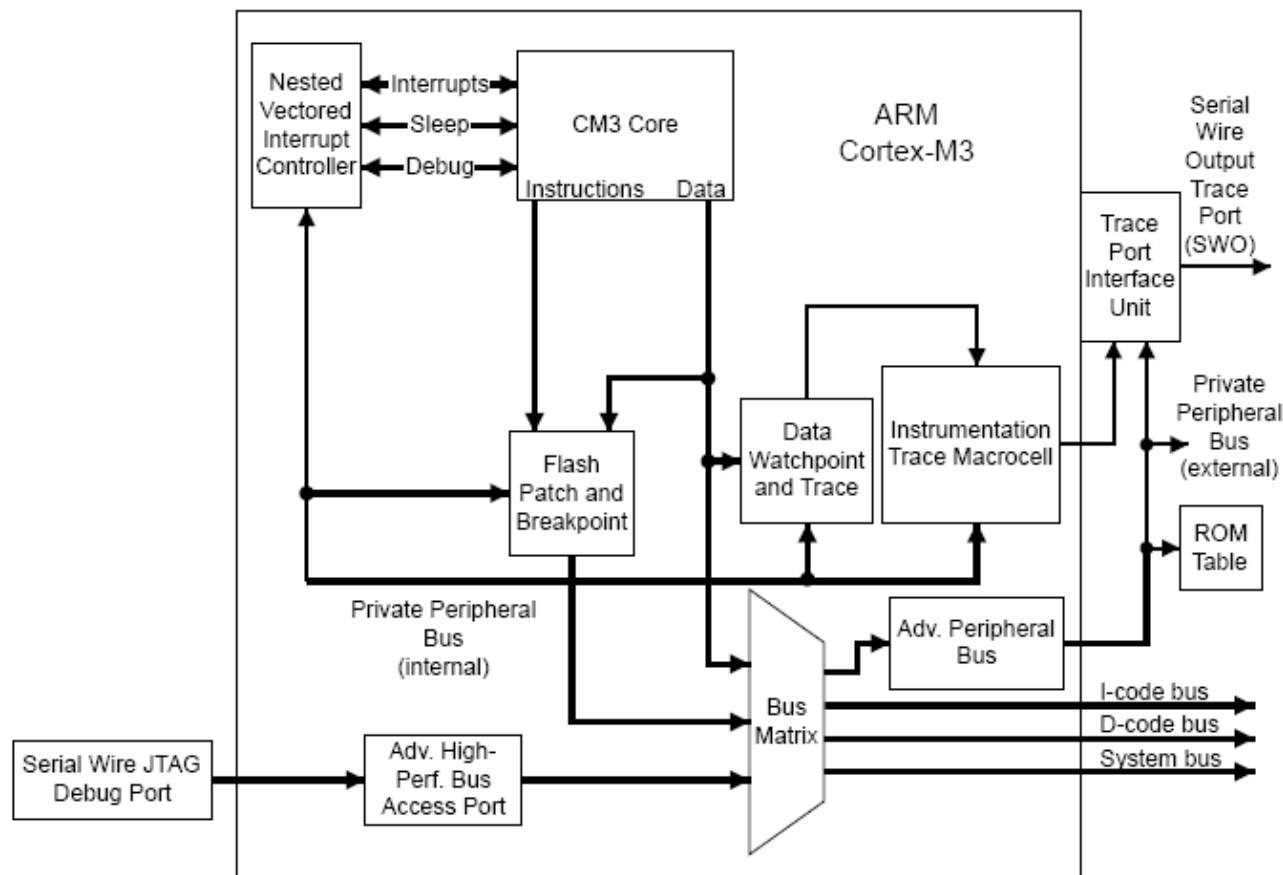 Nested
Vectored
Interrupt
Controller
Interrupts
Sleep
Debug
CM3 Core
Instructions
Data
ARM
Cortex-M3
Serial
Wire
Output
Trace
Port
(SWO)
Trace
Port
Interface
Unit
Private
Peripheral
Bus
(external)
ROM
Table
Flash
Patch and
Breakpoint
Data
Watchpoint
and Trace
Instrumentation
Trace Macrocell
Private Peripheral
Bus
(internal)
Adv. Peripheral
Bus
Bus
Matrix
I-code bus
D-code bus
System bus
Serial Wire JTAG
Debug Port
Adv. High-
Perf. Bus
Access Port